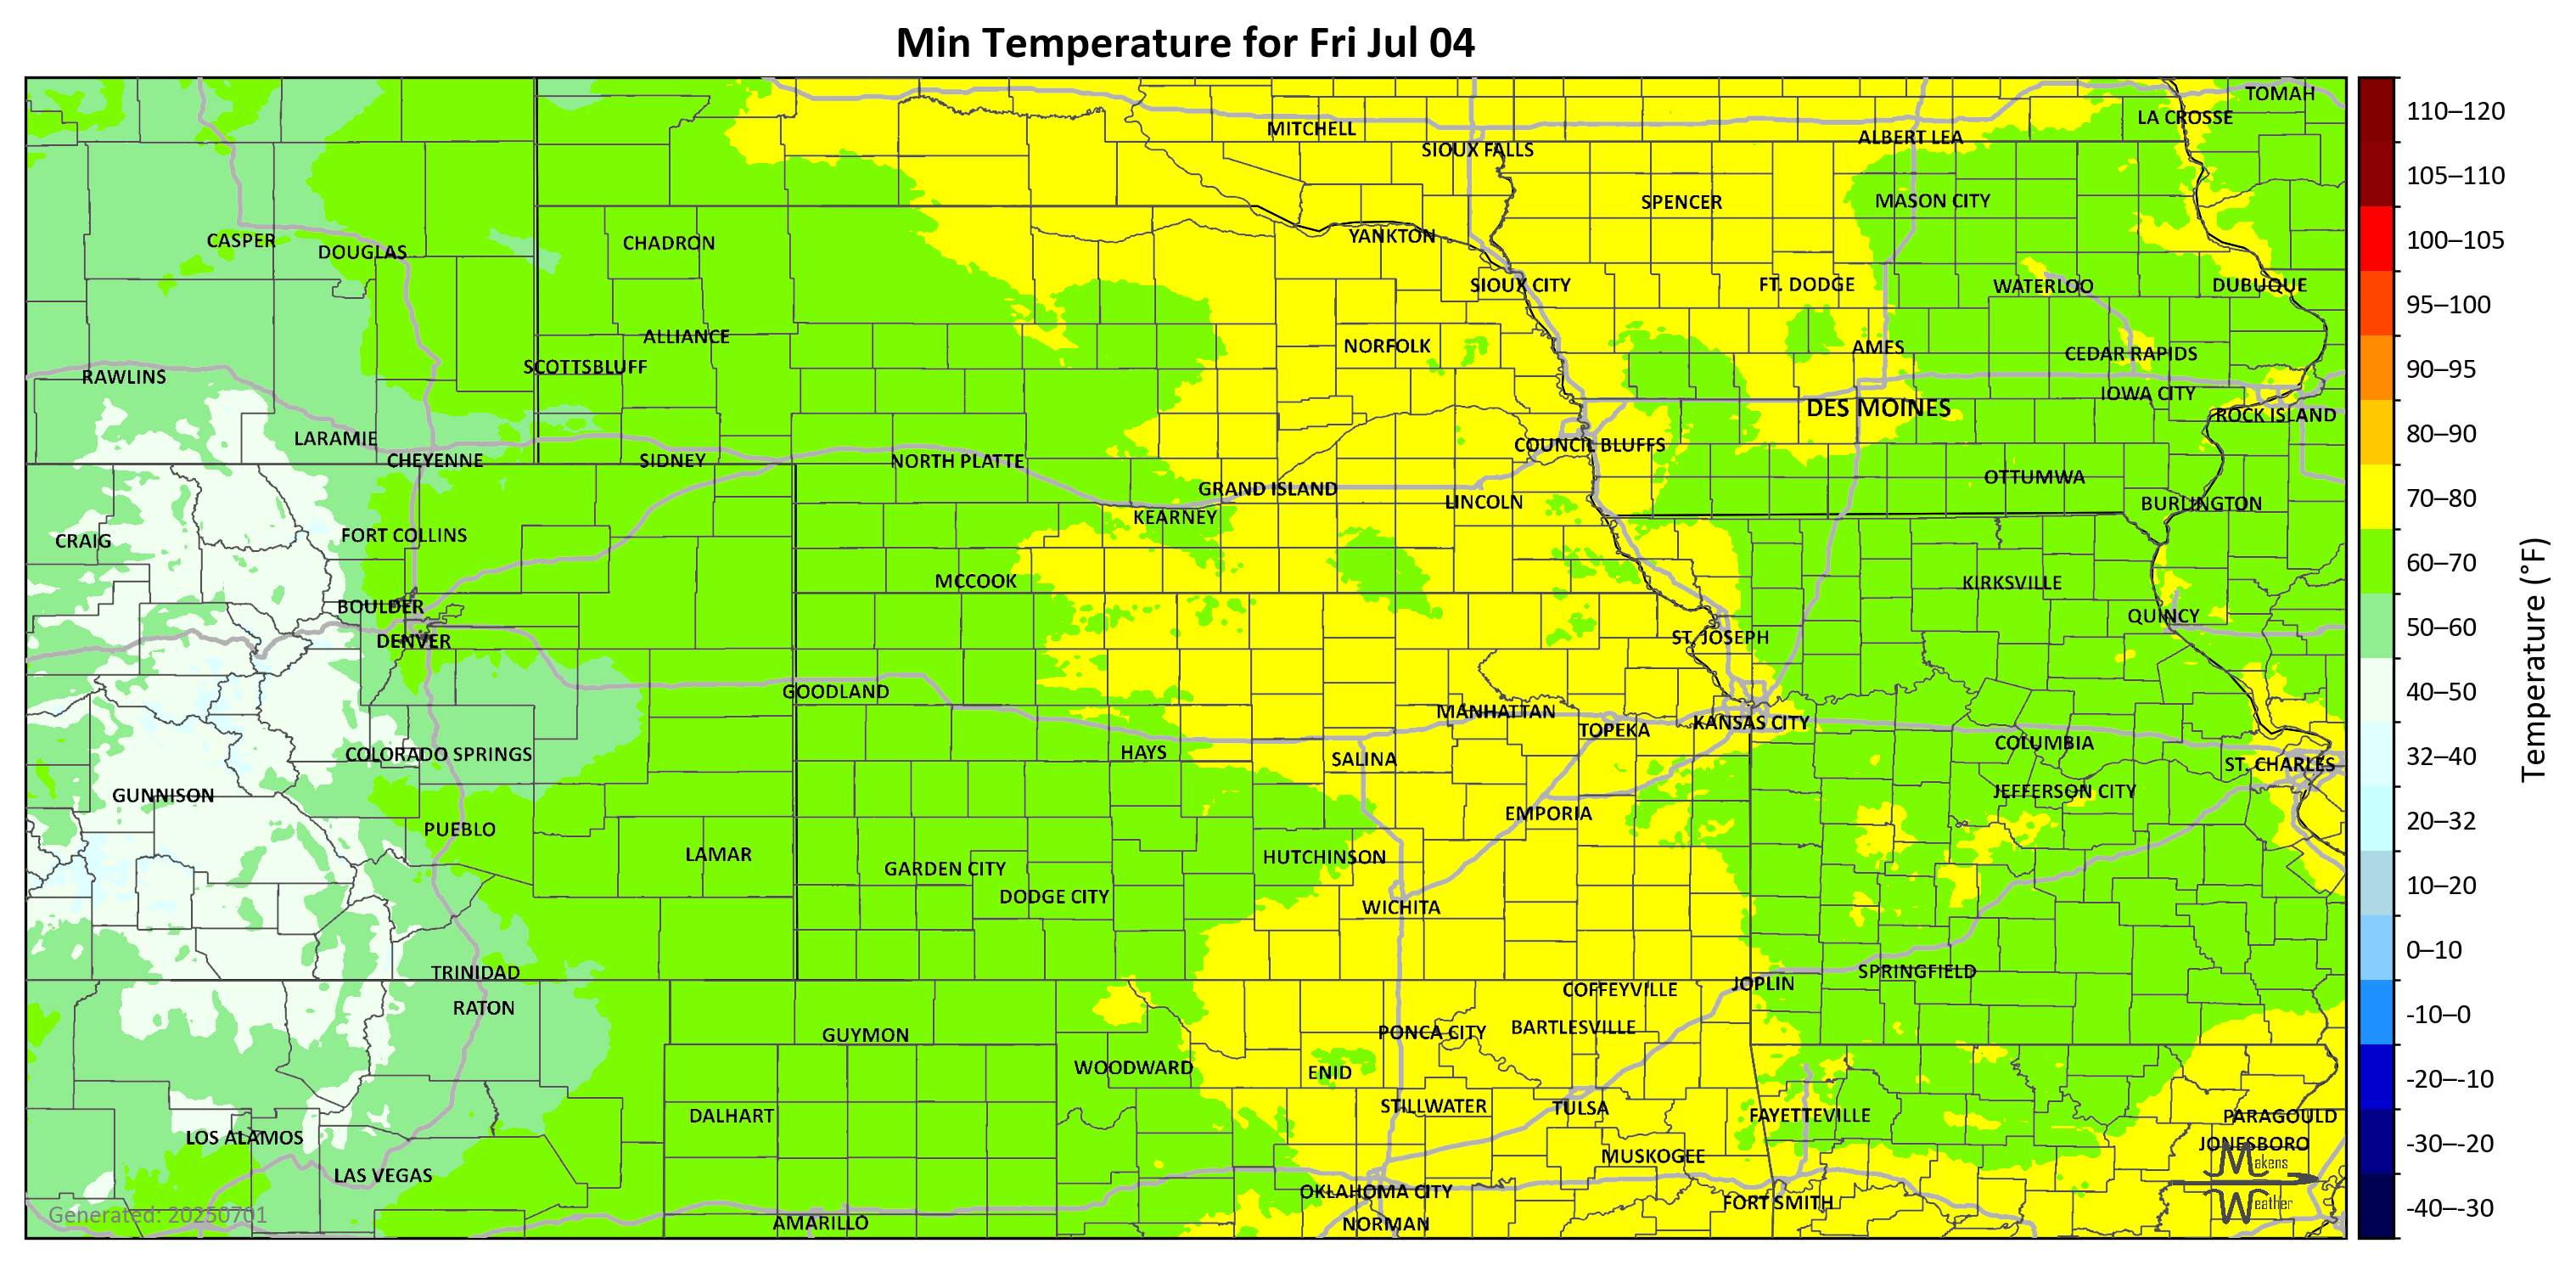 Min Temperature for Fri Jul 04
TOMAH
LA CROSSE
MITCHELL
ALBERT LEA
SIOUX FALLS
SPENCER
MASON CITY
CASPER
DOUGLAS
CHADRON
YANKTON
SIOUX CITY
FT. DODGE
WATERLOO
DUBUQUE
ALLIANCE
NORFOLK
AMES
CEDAR RAPIDS
SCOTTSBLUFF
RAWLINS
IOWA CITY
DES MOINES
ROCK ISLAND
LARAMIE
COUNCIL BLUFFS
CHEYENNE
SIDNEY
NORTH PLATTE
OTTUMWA
GRAND ISLAND
LINCOLN
BURLINGTON
KEARNEY
CRAIG
FORT COLLINS
MCCOOK
KIRKSVILLE
BOULDER
QUINCY
DENVER
ST. JOSEPH
GOODLAND
MANHATTAN
TOPEKA
KANSAS CITY
COLUMBIA
COLORADO SPRINGS
HAYS
SALINA
ST. CHARLES
GUNNISON
JEFFERSON CITY
EMPORIA
PUEBLO
LAMAR
HUTCHINSON
GARDEN CITY
DODGE CITY
WICHITA
TRINIDAD
SPRINGFIELD
JOPLIN
COFFEYVILLE
RATON
GUYMON
PONCA CITY
BARTLESVILLE
WOODWARD
ENID
STILLWATER
TULSA
DALHART
FAYETTEVILLE
PARAGOULD
LOS ALAMOS
JONESBORO
MUSKOGEE
LAS VEGAS
OKLAHOMA CITY
FORT SMITH
AMARILLO
NORMAN
Generated: 20250701
Makens
Weather
110–120
105–110
100–105
95–100
90–95
80–90
70–80
60–70
50–60
40–50
32–40
20–32
10–20
0–10
-10–0
-20–-10
-30–-20
-40–-30
Temperature (°F)